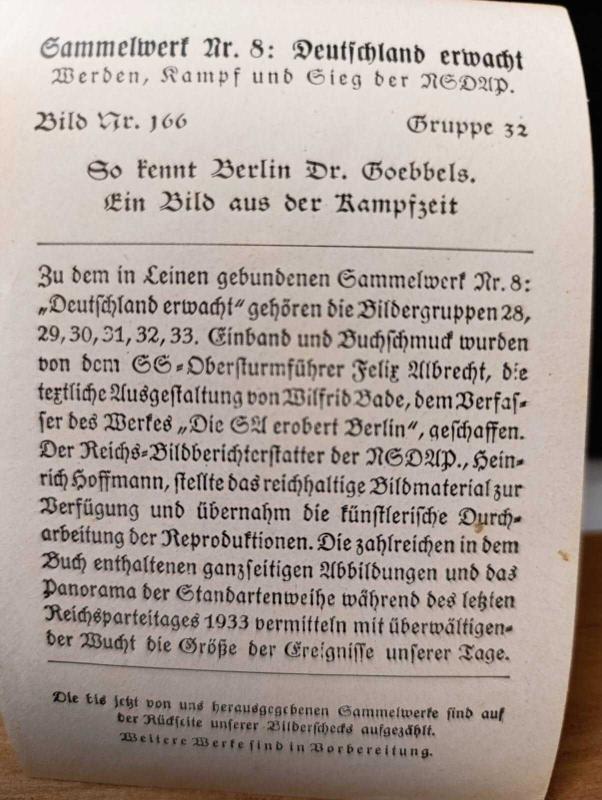 Sammelwerk Nr. 8: Deutschland erwacht
Werden, Kampf und Sieg der NSDAP.
Bild Nr. 166
Gruppe 32
So kennt Berlin Dr. Goebbels.
Ein Bild aus der Kampfzeit
Zu dem in Leinen gebundenen Sammelwerk Nr. 8:
„Deutschland erwacht“ gehören die Bildergruppen 28,
29, 30, 31, 32, 33. Einband und Buchschmuck wurden
von dem SS-Obersturmführer Felix Albrecht, die
textliche Ausgestaltung von Wilfrid Bade, dem Verfas-
ser des Werkes „Die SA erobert Berlin“, geschaffen.
Der Reichs-Bildberichterstatter der NSDAP., Hein-
rich Hoffmann, stellte das reichhaltige Bildmaterial zur
Verfügung und übernahm die künstlerische Durch-
arbeitung der Reproduktionen. Die zahlreichen in dem
Buch enthaltenen ganzseitigen Abbildungen und das
Panorama der Standartenweihe während des letzten
Reichsparteitages 1933 vermitteln mit überwältigen-
der Wucht die Größe der Ereignisse unserer Tage.
Die bis jetzt von uns herausgegebenen Sammelwerke sind auf
der Rückseite unserer Bilderschecks aufgezählt.
Weitere Werke sind in Vorbereitung.